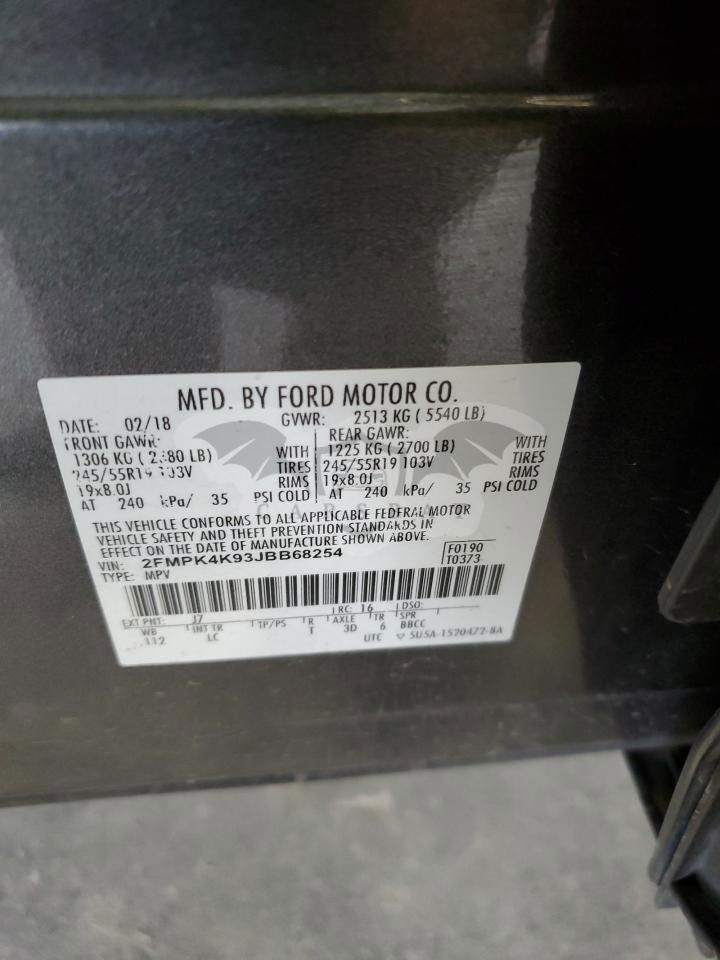 MFD. BY FORD MOTOR CO.
DATE: 02/18 GVWR: 2513 KG ( 5540 LB)
FRONT GAWR: REAR GAWR:
1306 KG ( LB) WITH 1225 KG ( 2700 LB) WITH
245/55R19 103V TIRES 245/55R19 103V TIRES
19x8.0J RIMS 19x8.0J RIMS
AT 240 kPa/ 35 PSI COLD AT 240 kPa/ 35 PSI COLD
THIS VEHICLE CONFORMS TO ALL APPLICABLE FEDERAL MOTOR
VEHICLE SAFETY AND THEFT PREVENTION STANDARDS IN
EFFECT ON THE DATE OF MANUFACTURE SHOWN ABOVE.
VIN: 2FMPK4K93JBB68254 F0190
TYPE: MPV T0373
EXT PNT: J7 RC: 16 DSO:
WB INT TR TP/PS R AXLE TR SPR
112 LC T 3D 6 BBCC
UTC ▽ SU5A-1520472-BA